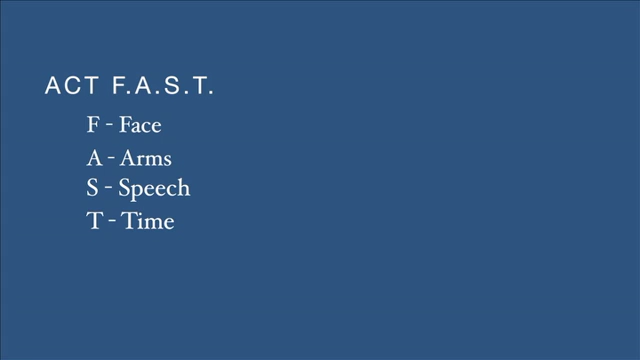 ACT F.A.S.T.
F - Face
A - Arms
S - Speech
T - Time